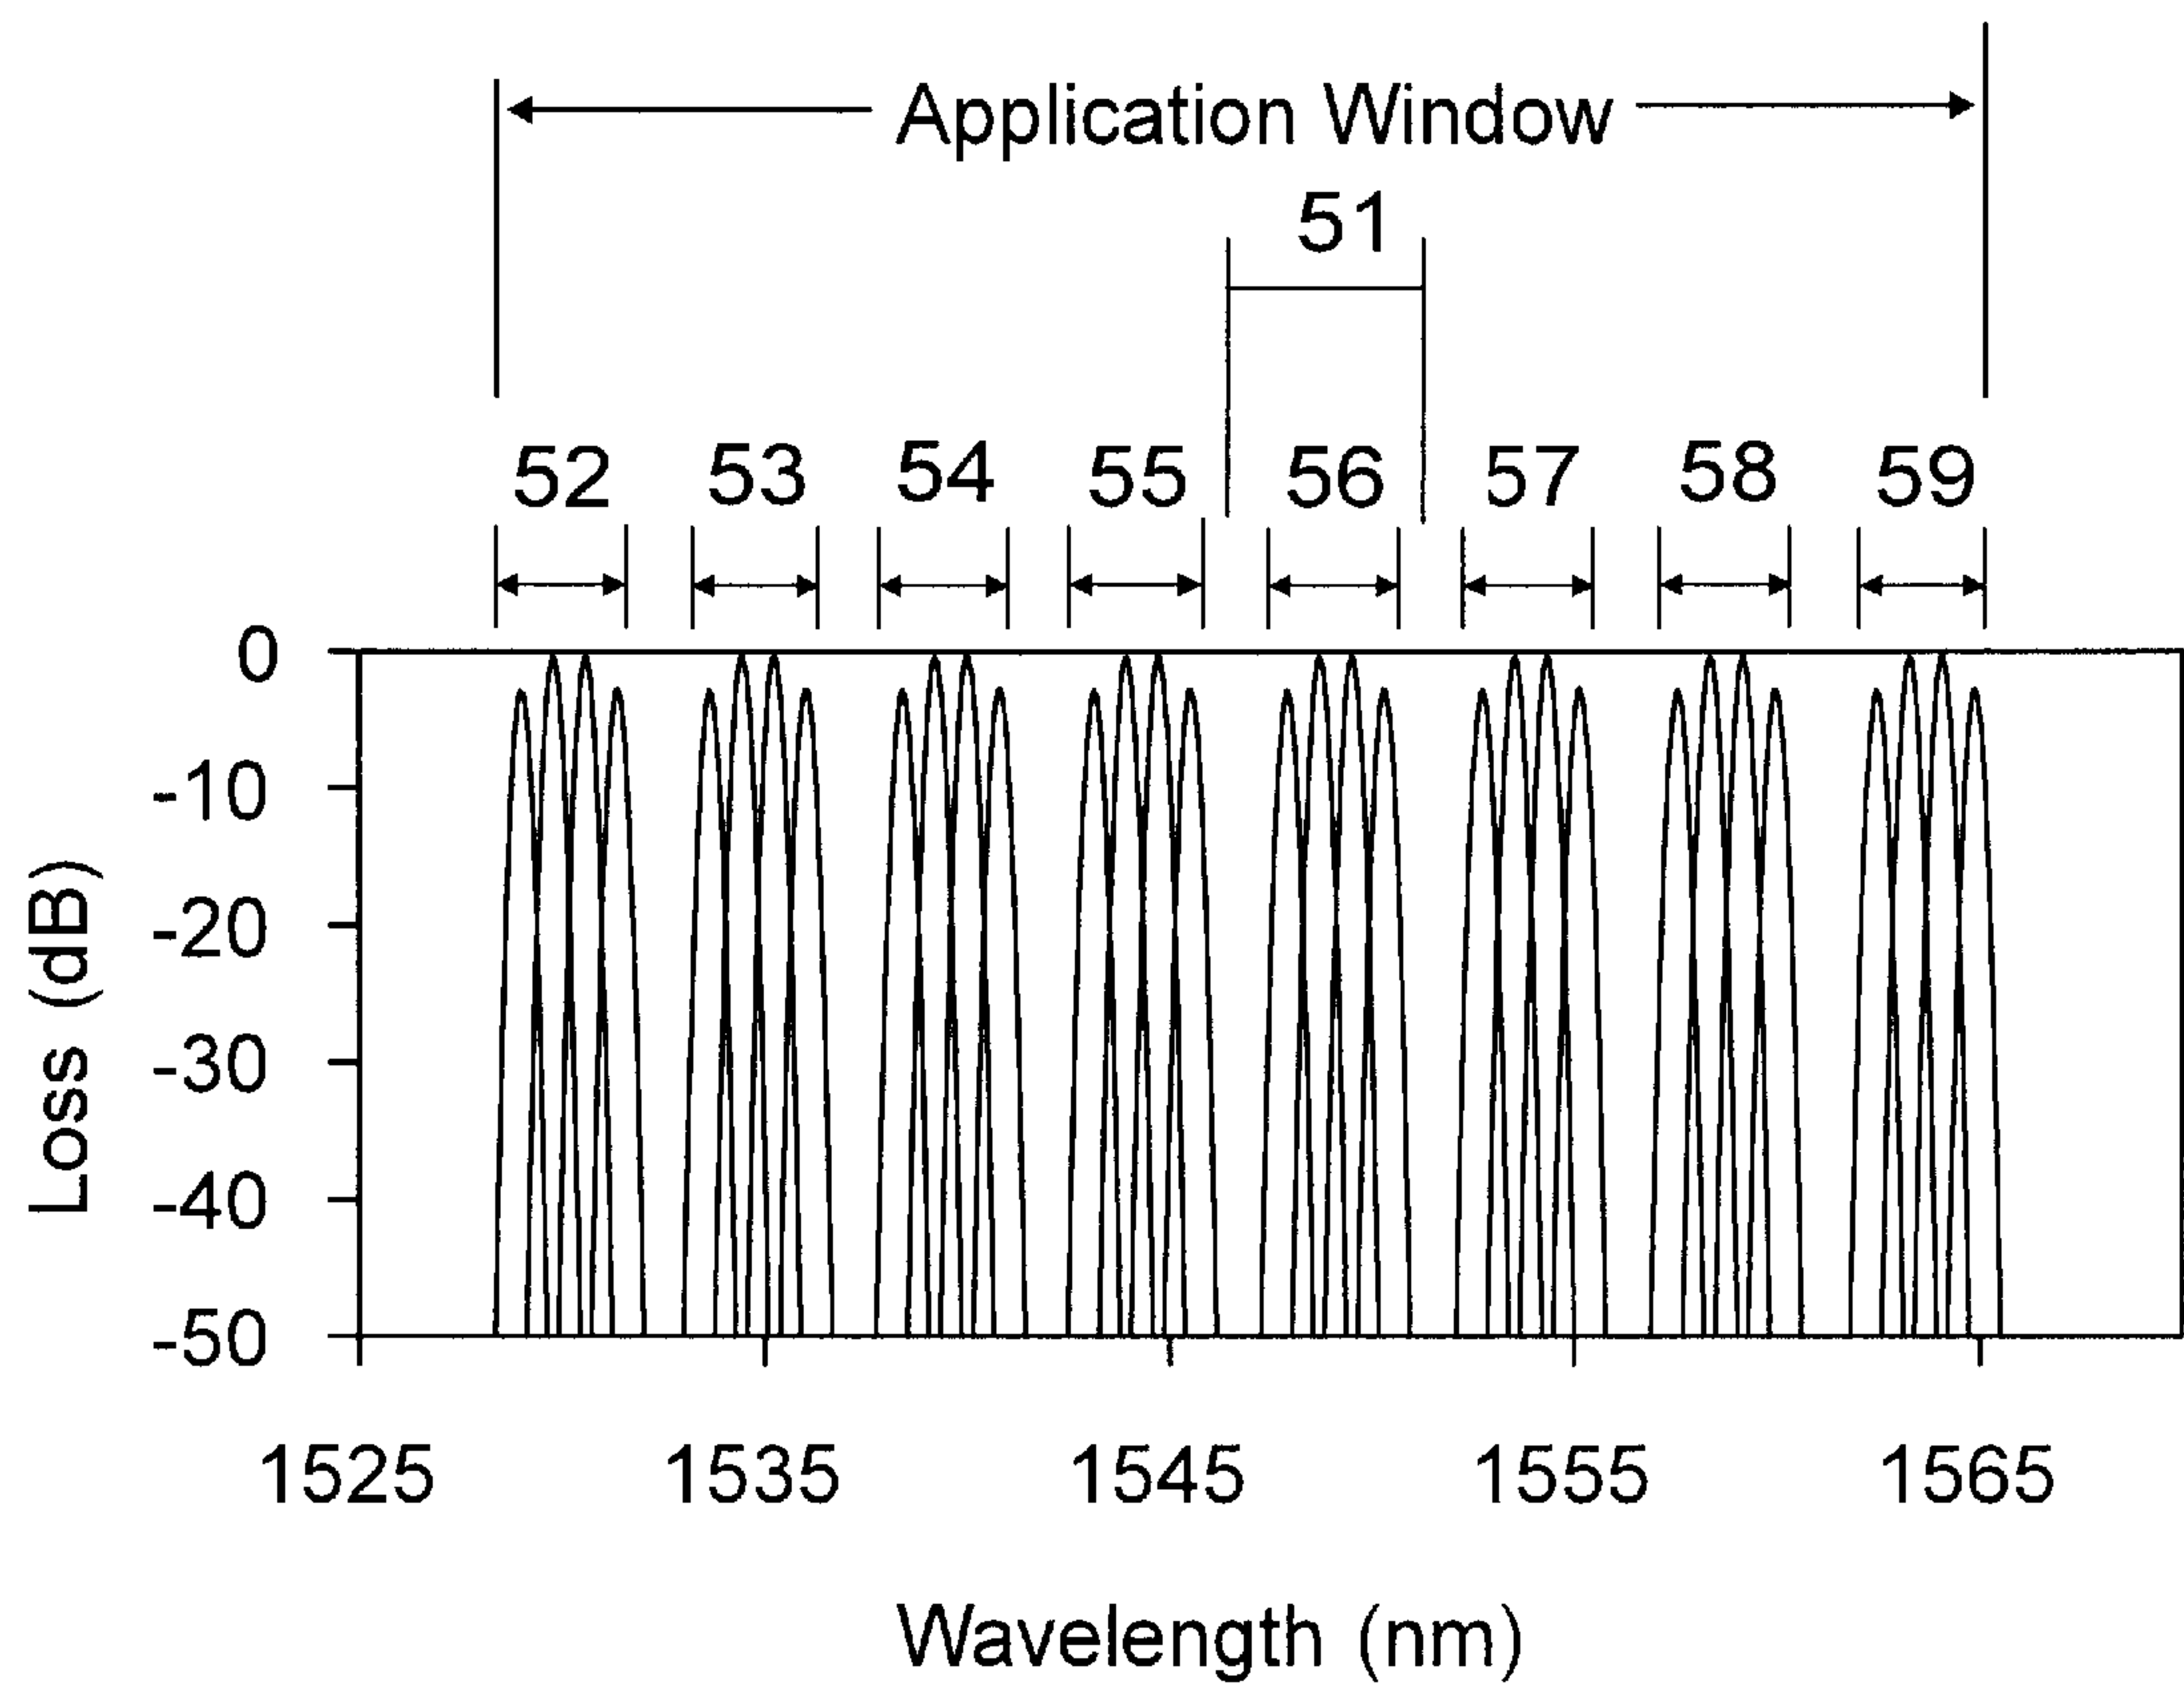 Application Window
51
52 53 54 55 56 57 58 59
0
-10
-20
-30
-40
-50
Loss (dB)
1525 1535 1545 1555 1565
Wavelength (nm)